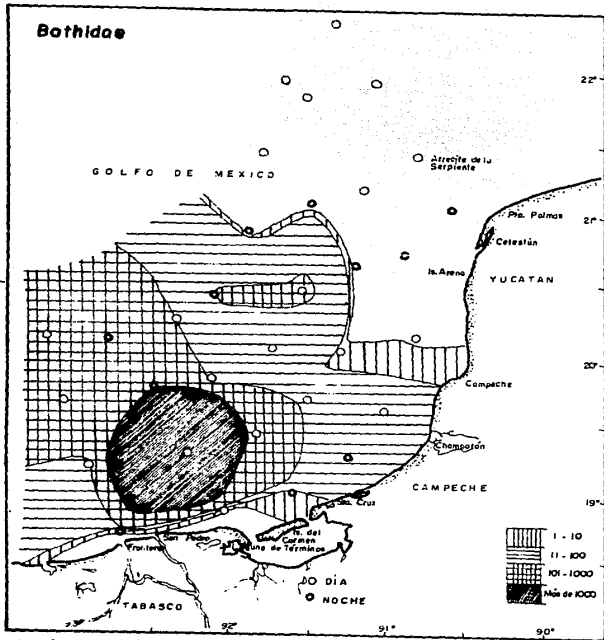 Bothidae
22°
GOLFO DE MEXICO
Arrecife de la
Serpiente
21°
Pta. Palmas
Celestún
Is. Arena
YUCATAN
20°
Campeche
Champotón
CAMPECHE
19°
Sta. Cruz
San Pedro
Is. del
Carmen
de Términos
Frontera
DÍA
NOCHE
TABASCO
1 - 10
11 - 100
101 - 1000
Más de 1000
92°
91°
90°